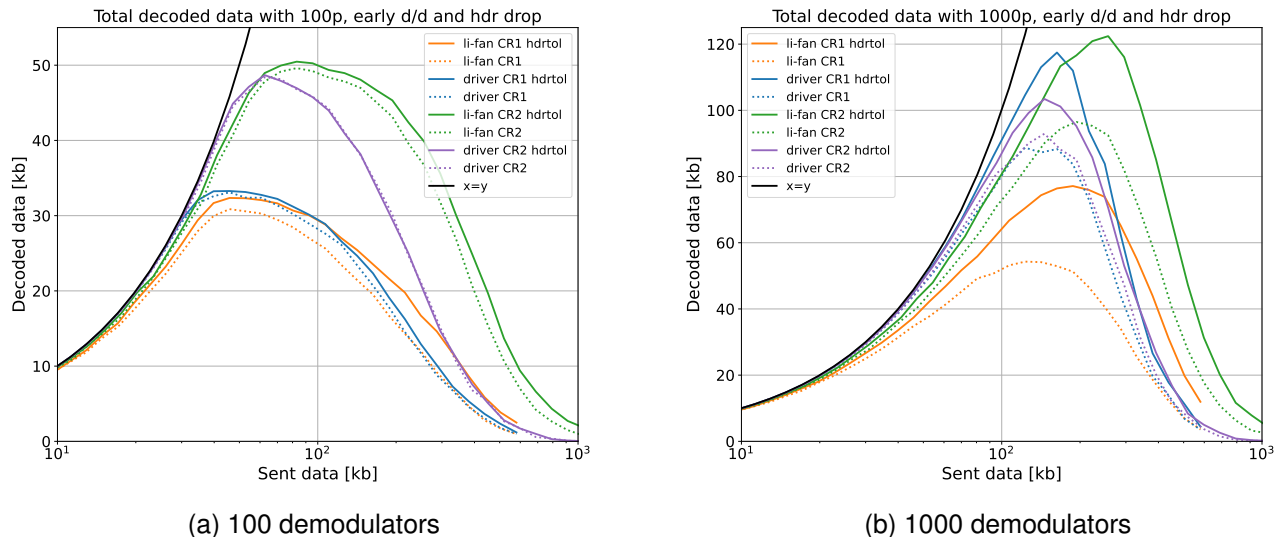 Total decoded data with 100p, early d/d and hdr drop
Decoded data [kb]
50
40
30
20
10
0
li-fan CR1 hdrtol
li-fan CR1
driver CR1 hdrtol
driver CR1
li-fan CR2 hdrtol
li-fan CR2
driver CR2 hdrtol
driver CR2
x=y
10^1
10^2
10^3
Sent data [kb]
(a) 100 demodulators
Total decoded data with 1000p, early d/d and hdr drop
Decoded data [kb]
120
100
80
60
40
20
0
li-fan CR1 hdrtol
li-fan CR1
driver CR1 hdrtol
driver CR1
li-fan CR2 hdrtol
li-fan CR2
driver CR2 hdrtol
driver CR2
x=y
10^1
10^2
10^3
Sent data [kb]
(b) 1000 demodulators